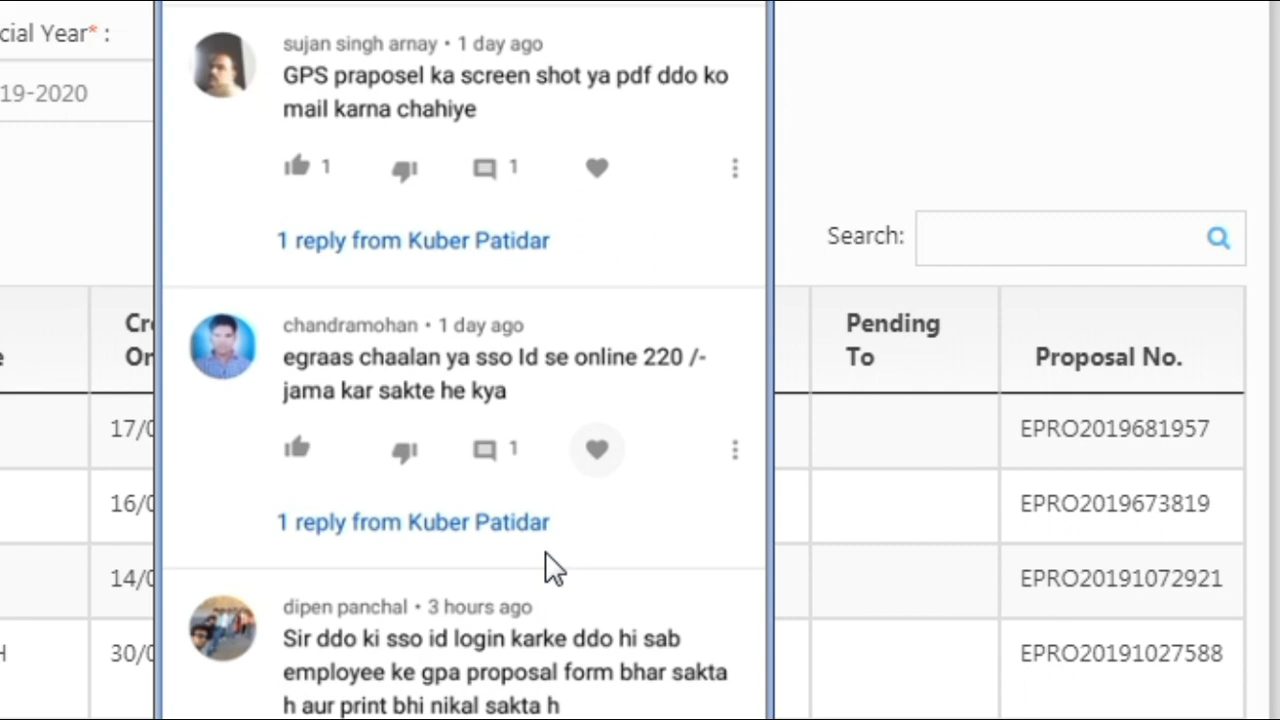 cial Year* :
19-2020
sujan singh arnay • 1 day ago
GPS praposel ka screen shot ya pdf ddo ko
mail karna chahiye
1
1
1 reply from Kuber Patidar
chandramohan • 1 day ago
egraas chaalan ya sso Id se online 220 /-
jama kar sakte he kya
1
1 reply from Kuber Patidar
dipen panchal • 3 hours ago
Sir ddo ki sso id login karke ddo hi sab
employee ke gpa proposal form bhar sakta
h aur print bhi nikal sakta h
Search:
e
Cre
On
Pending
To
Proposal No.
17/0
EPRO2019681957
16/0
EPRO2019673819
14/0
EPRO20191072921
H
30/0
EPRO20191027588